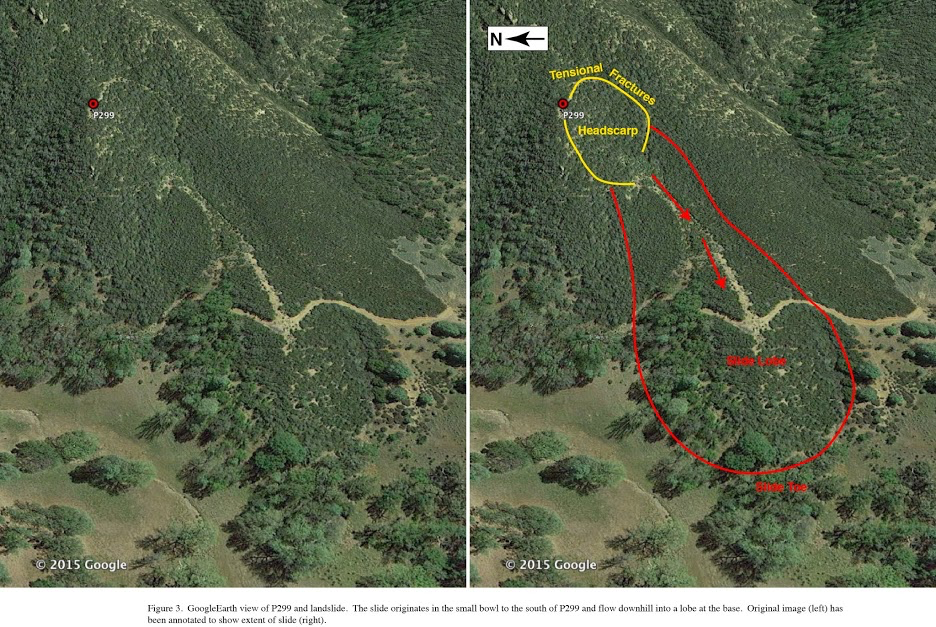 P299
© 2015 Google
N
Tensional Fractures
P299
Headscarp
Slide Lobe
Slide Toe
© 2015 Google
Figure 3. GoogleEarth view of P299 and landslide. The slide originates in the small bowl to the south of P299 and flow downhill into a lobe at the base. Original image (left) has
been annotated to show extent of slide (right).